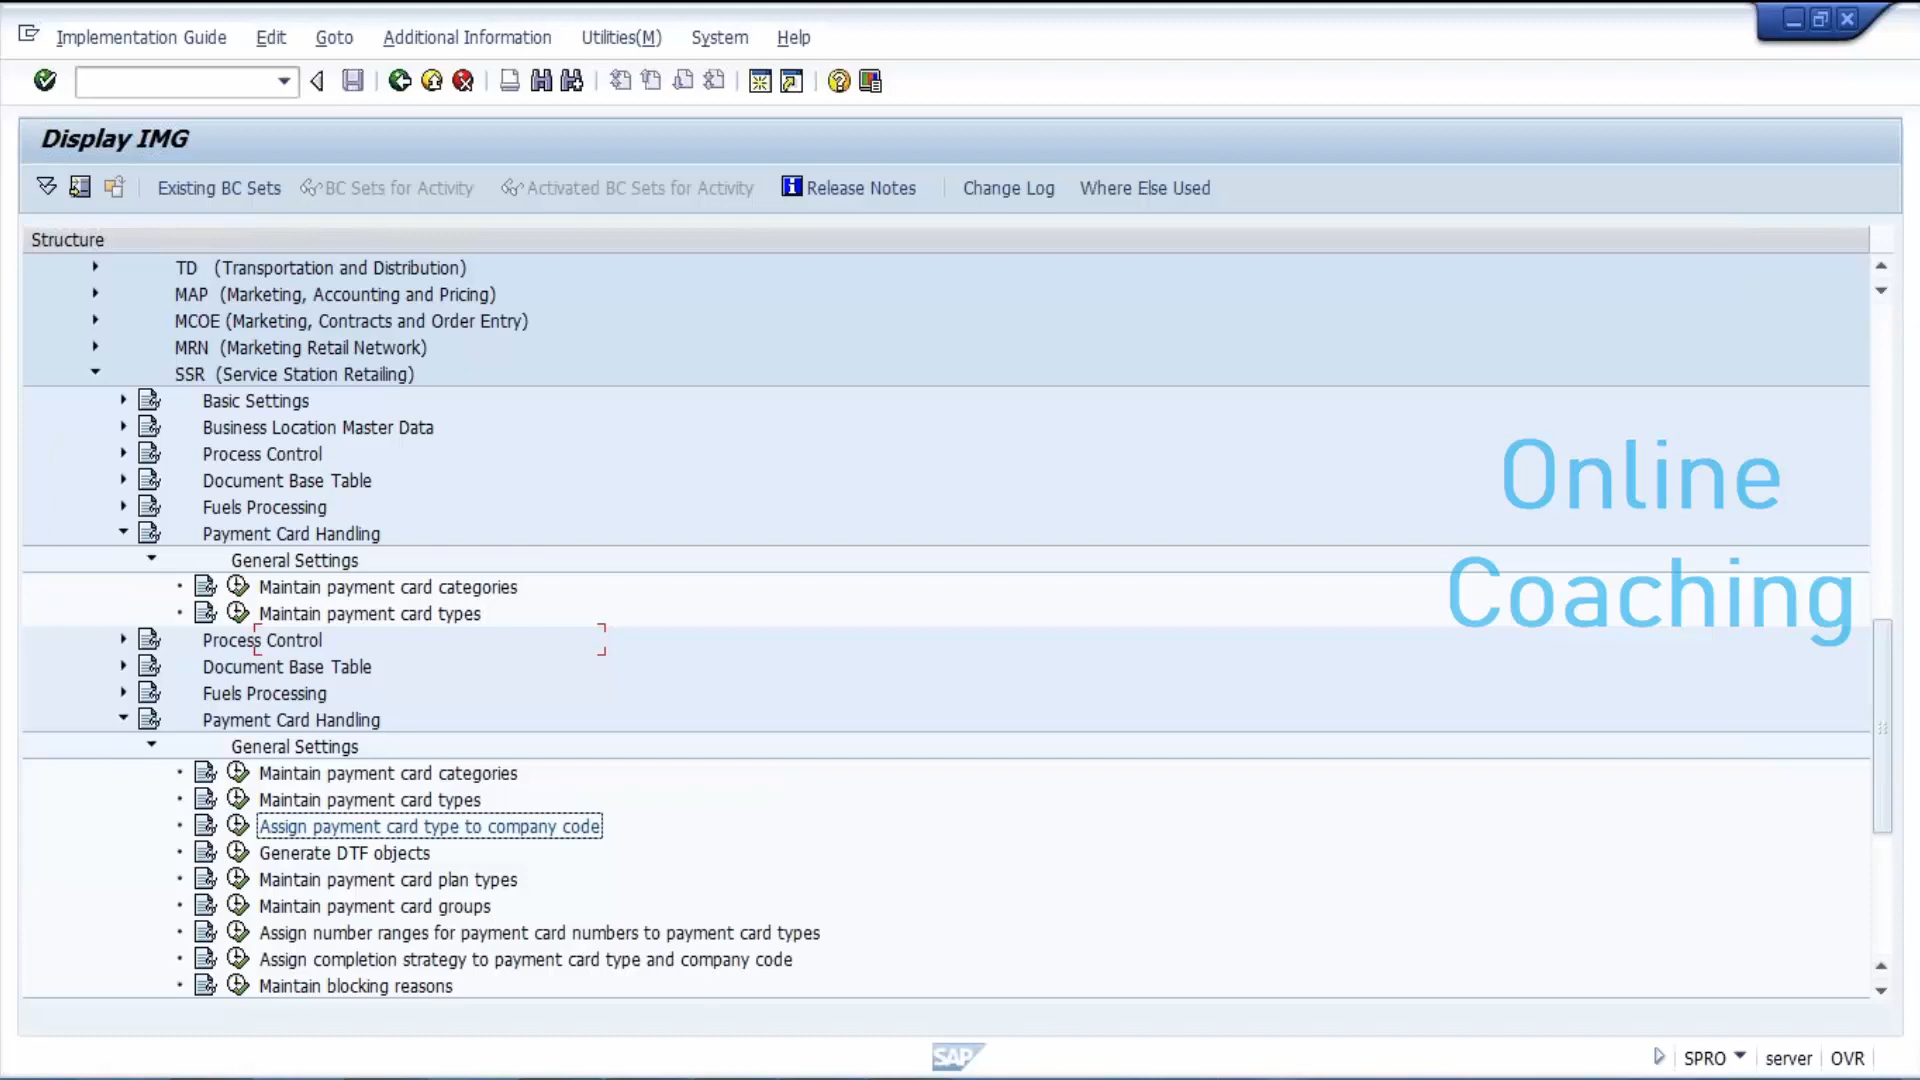 Implementation Guide Edit Goto Additional Information Utilities(M) System Help
Display IMG
Existing BC Sets BC Sets for Activity Activated BC Sets for Activity Release Notes Change Log Where Else Used
Structure
TD (Transportation and Distribution)
MAP (Marketing, Accounting and Pricing)
MCOE (Marketing, Contracts and Order Entry)
MRN (Marketing Retail Network)
SSR (Service Station Retailing)
Basic Settings
Business Location Master Data
Process Control
Document Base Table
Fuels Processing
Payment Card Handling
General Settings
Maintain payment card categories
Maintain payment card types
Process Control
Document Base Table
Fuels Processing
Payment Card Handling
General Settings
Maintain payment card categories
Maintain payment card types
Assign payment card type to company code
Generate DTF objects
Maintain payment card plan types
Maintain payment card groups
Assign number ranges for payment card numbers to payment card types
Assign completion strategy to payment card type and company code
Maintain blocking reasons
Online
Coaching
SAP
SPRO server OVR